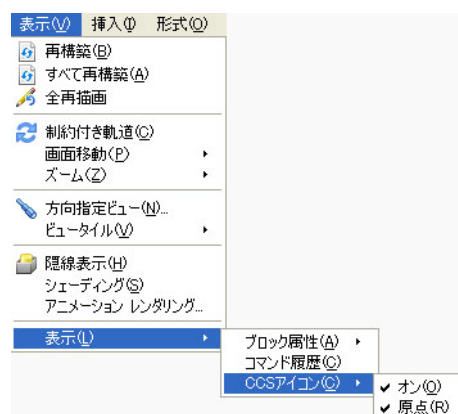 表示(V) 挿入(I) 形式(O)
再構築(B)
すべて再構築(A)
全再描画
制約付き軌道(C)
画面移動(P)
ズーム(Z)
方向指定ビュー(N)...
ビュータイル(V)
隠線表示(H)
シェーディング(S)
アニメーション レンダリング...
表示(L)
ブロック属性(A)
コマンド履歴(C)
CCSアイコン(C)
オン(O)
原点(R)